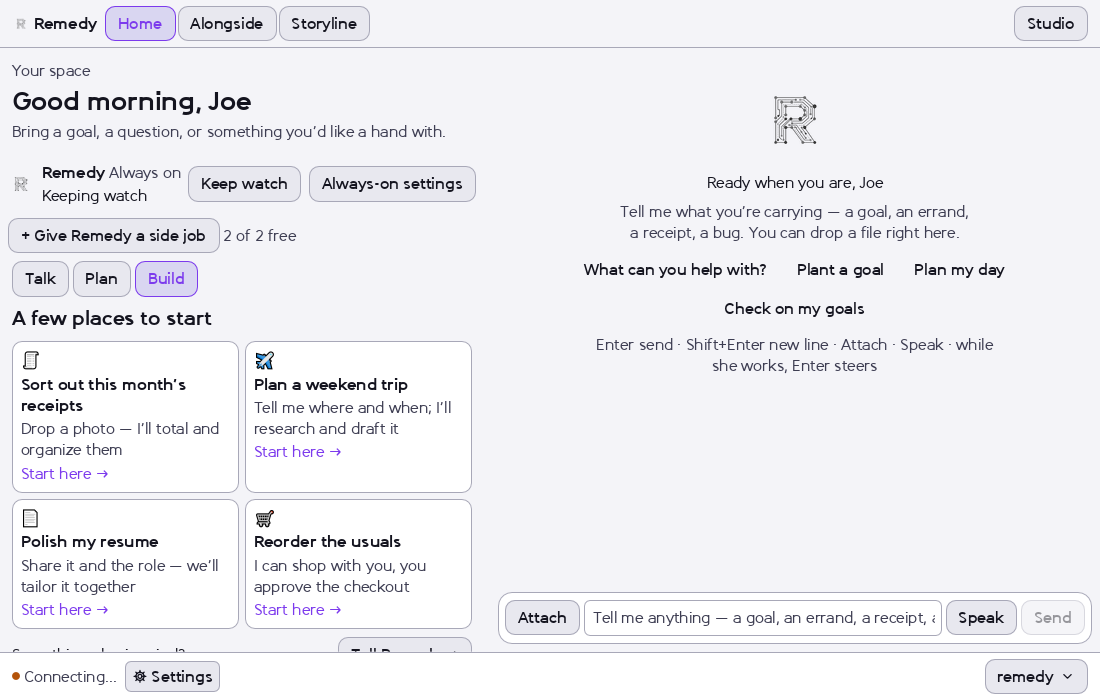 Remedy Home Alongside Storyline Studio
Your space
Good morning, Joe
Bring a goal, a question, or something you’d like a hand with.
Remedy Always on
Keeping watch
Keep watch Always-on settings
+ Give Remedy a side job 2 of 2 free
Talk Plan Build
A few places to start
Sort out this month’s
receipts
Drop a photo — I’ll total and
organize them
Start here →
Plan a weekend trip
Tell me where and when; I’ll
research and draft it
Start here →
Polish my resume
Share it and the role — we’ll
tailor it together
Start here →
Reorder the usuals
I can shop with you, you
approve the checkout
Start here →
Ready when you are, Joe
Tell me what you’re carrying — a goal, an errand,
a receipt, a bug. You can drop a file right here.
What can you help with? Plant a goal Plan my day
Check on my goals
Enter send · Shift+Enter new line · Attach · Speak · while
she works, Enter steers
Attach Tell me anything — a goal, an errand, a receipt, Speak Send
Connecting... Settings remedy